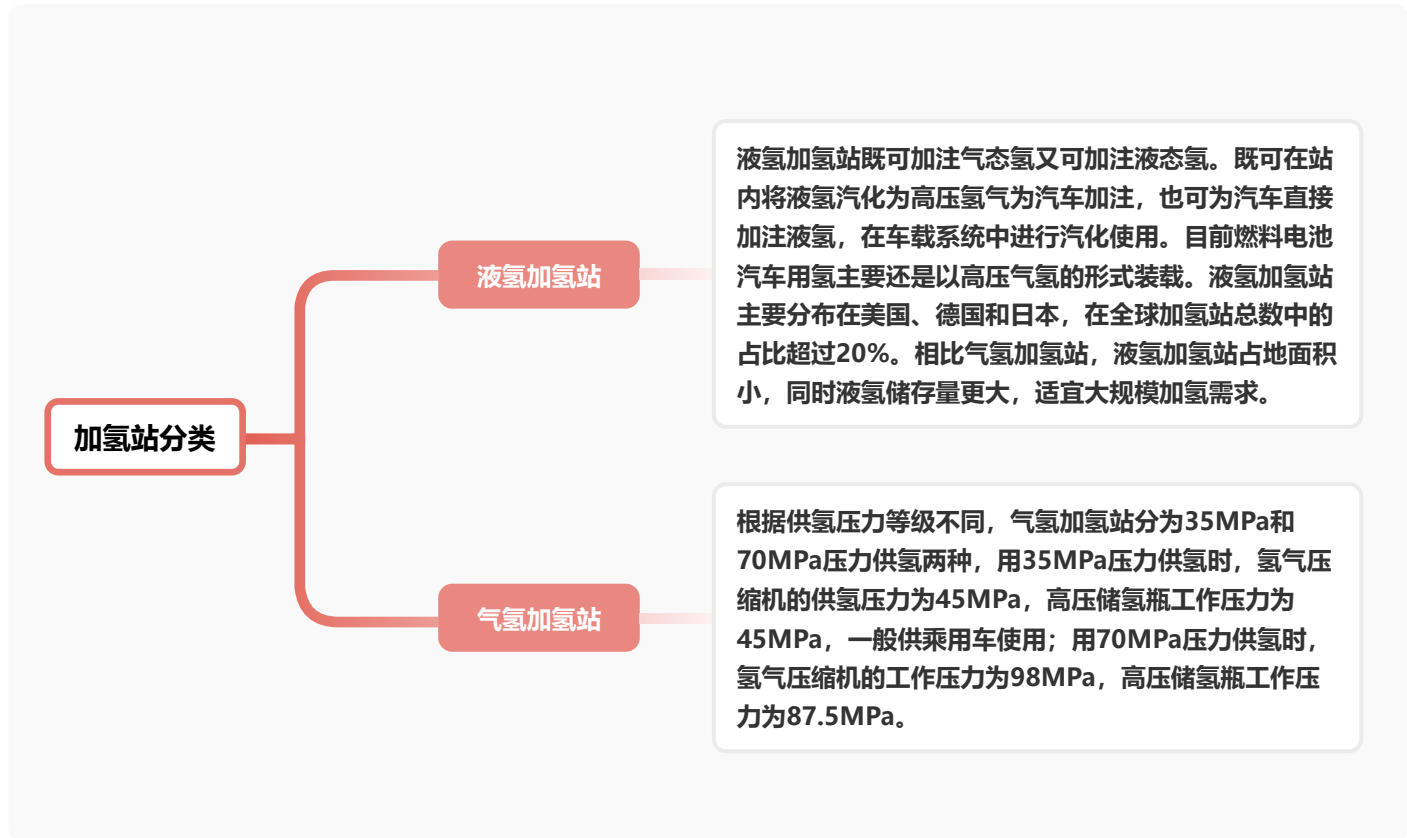 加氢站分类
液氢加氢站
液氢加氢站既可加注气态氢又可加注液态氢。既可在站
内将液氢汽化为高压氢气为汽车加注，也可为汽车直接
加注液氢，在车载系统中进行汽化使用。目前燃料电池
汽车用氢主要还是以高压气氢的形式装载。液氢加氢站
主要分布在美国、德国和日本，在全球加氢站总数中的
占比超过20%。相比气氢加氢站，液氢加氢站占地面积
小，同时液氢储存量更大，适宜大规模加氢需求。
气氢加氢站
根据供氢压力等级不同，气氢加氢站分为35MPa和
70MPa压力供氢两种，用35MPa压力供氢时，氢气压
缩机的供氢压力为45MPa，高压储氢瓶工作压力为
45MPa，一般供乘用车使用；用70MPa压力供氢时，
氢气压缩机的工作压力为98MPa，高压储氢瓶工作压
力为87.5MPa。